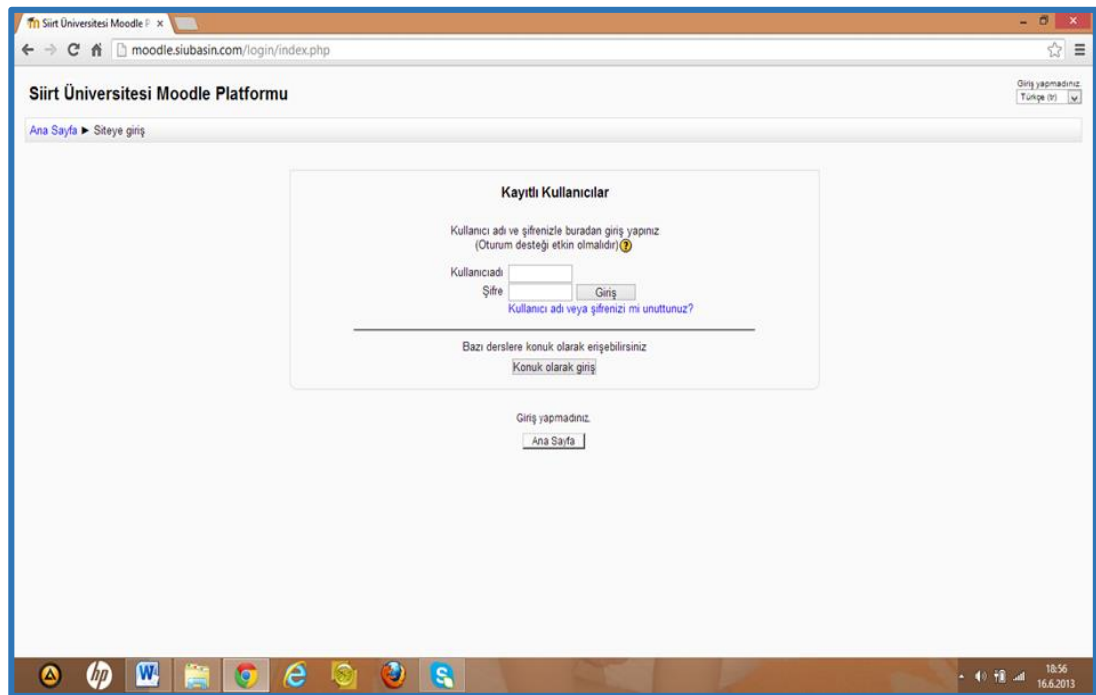 Siirt Üniversitesi Moodle P
moodle.siubasin.com/login/index.php
Siirt Üniversitesi Moodle Platformu
Giriş yapmadınız.
Türkçe (tr)
Ana Sayfa ► Siteye giriş
Kayıtlı Kullanıcılar
Kullanıcı adı ve şifrenizle buradan giriş yapınız
(Oturum desteği etkin olmalıdır) ?
Kullanıcıadı
Şifre Giriş
Kullanıcı adı veya şifrenizi mi unuttunuz?
Bazı derslere konuk olarak erişebilirsiniz
Konuk olarak giriş
Giriş yapmadınız.
Ana Sayfa
hp W S
18:56
16.6.2013